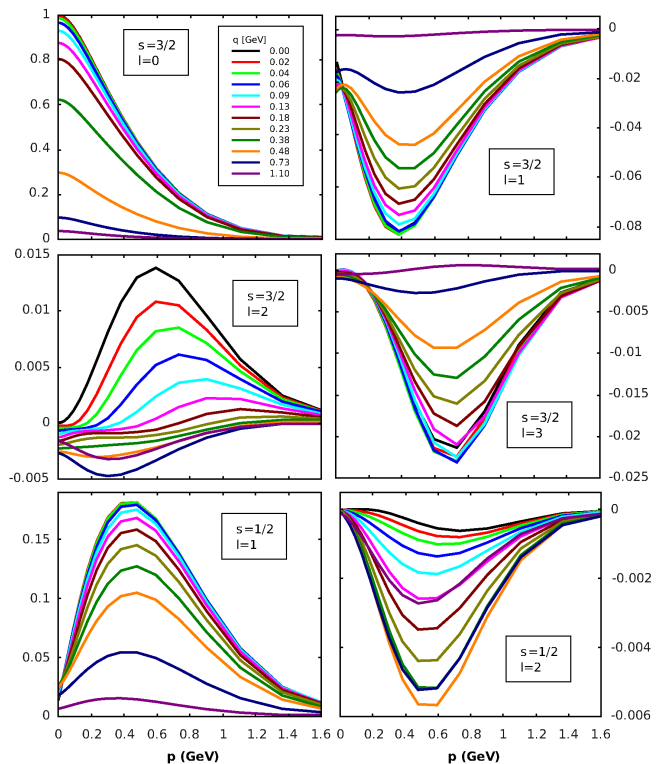 1
0.8
0.6
0.4
0.2
0
s=3/2
l=0
q [GeV]
0.00
0.02
0.04
0.06
0.09
0.13
0.18
0.23
0.38
0.48
0.73
1.10
0
-0.02
-0.04
-0.06
-0.08
s=3/2
l=1
0.015
0.01
0.005
0
-0.005
s=3/2
l=2
0
-0.005
-0.01
-0.015
-0.02
-0.025
s=3/2
l=3
0.15
0.1
0.05
0
s=1/2
l=1
0 0.2 0.4 0.6 0.8 1 1.2 1.4
p (GeV)
0
-0.002
-0.004
-0.006
s=1/2
l=2
0 0.2 0.4 0.6 0.8 1 1.2 1.4 1.6
p (GeV)